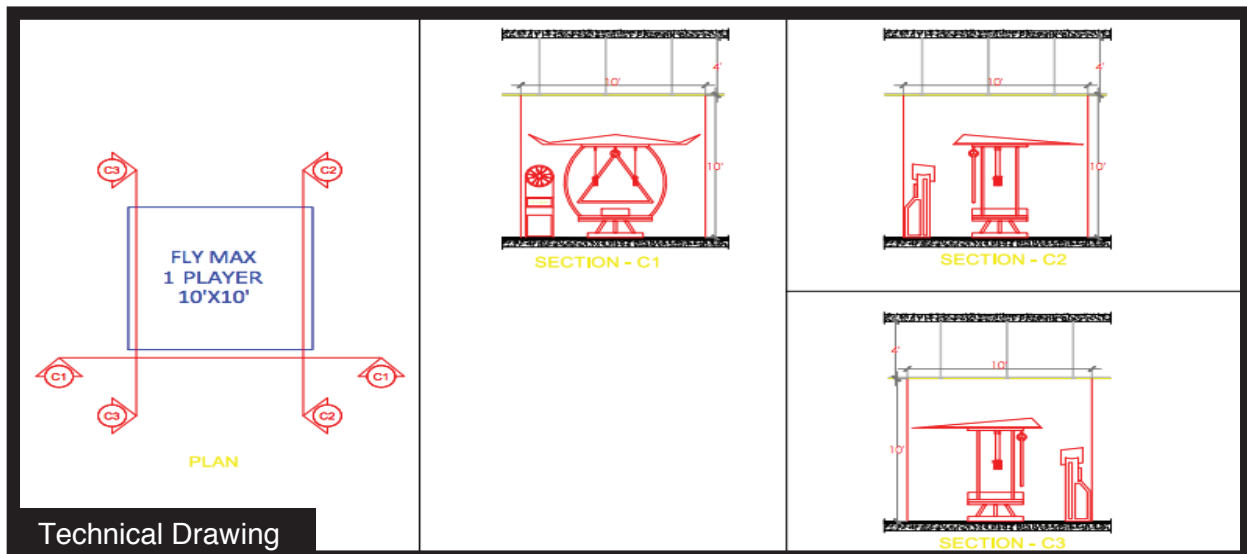 C3
C2
FLY MAX
1 PLAYER
10'X10'
C1
C1
C3
C2
PLAN
Technical Drawing
4'
10'
10'
SECTION - C1
4'
10'
10'
SECTION - C2
4'
10'
10'
SECTION - C3